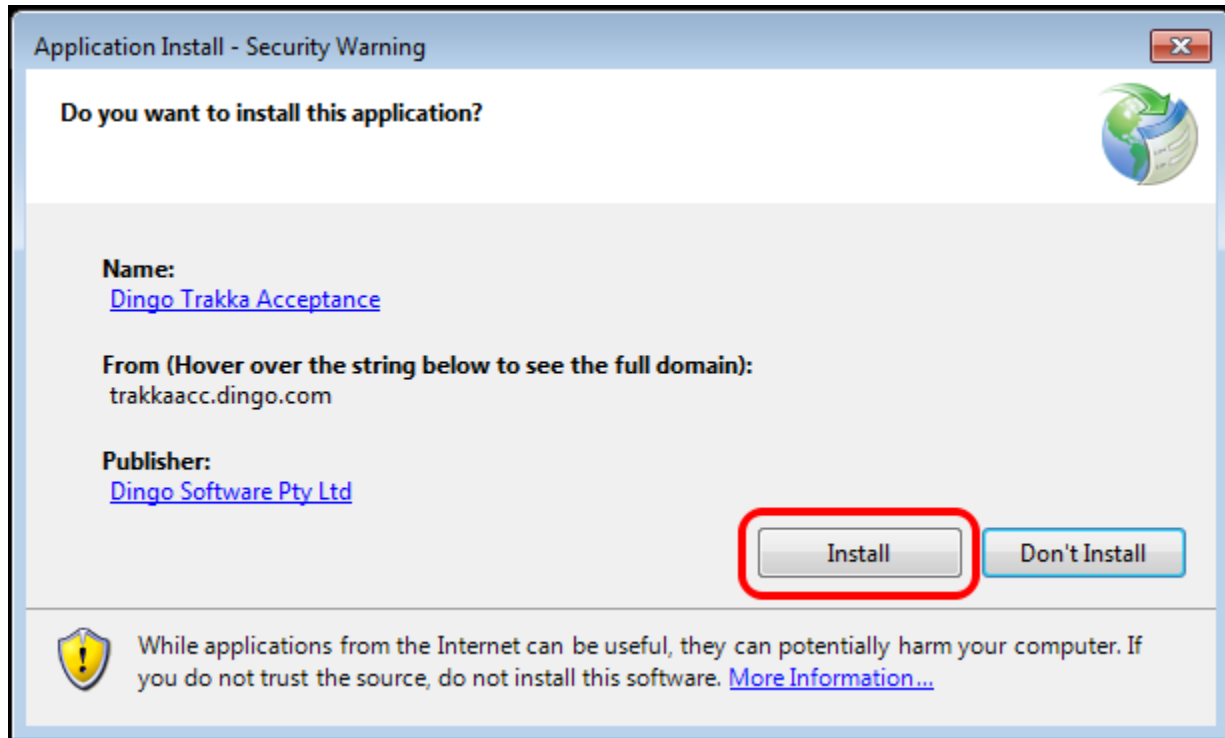 Application Install - Security Warning
Do you want to install this application?
Name:
Dingo Trakka Acceptance
From (Hover over the string below to see the full domain):
trakkaacc.dingo.com
Publisher:
Dingo Software Pty Ltd
Install
Don't Install
While applications from the Internet can be useful, they can potentially harm your computer. If
you do not trust the source, do not install this software. More Information...